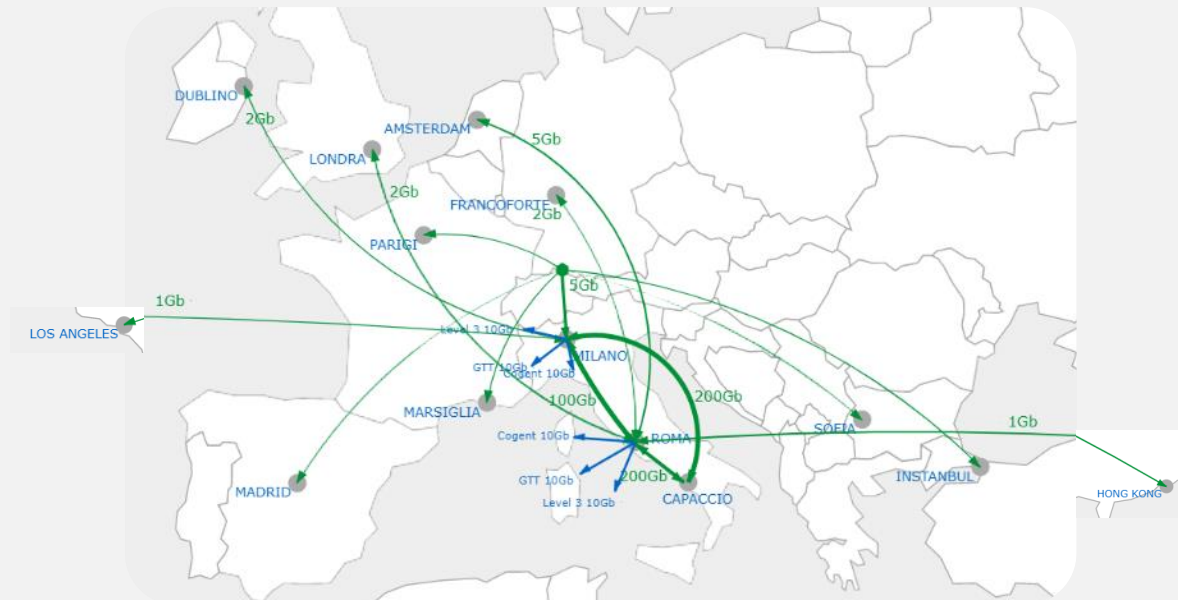 DUBLINO
2Gb
AMSTERDAM
5Gb
LONDRA
2Gb
FRANCOFORTE
2Gb
PARIGI
5Gb
1Gb
LOS ANGELES
Level 3 10Gb
MILANO
GTT 10Gb
Cogent 10Gb
100Gb
200Gb
MARSIGLIA
SOFIA
1Gb
Cogent 10Gb
ROMA
GTT 10Gb
200Gb
INSTANBUL
MADRID
Level 3 10Gb
CAPACCIO
HONG KONG